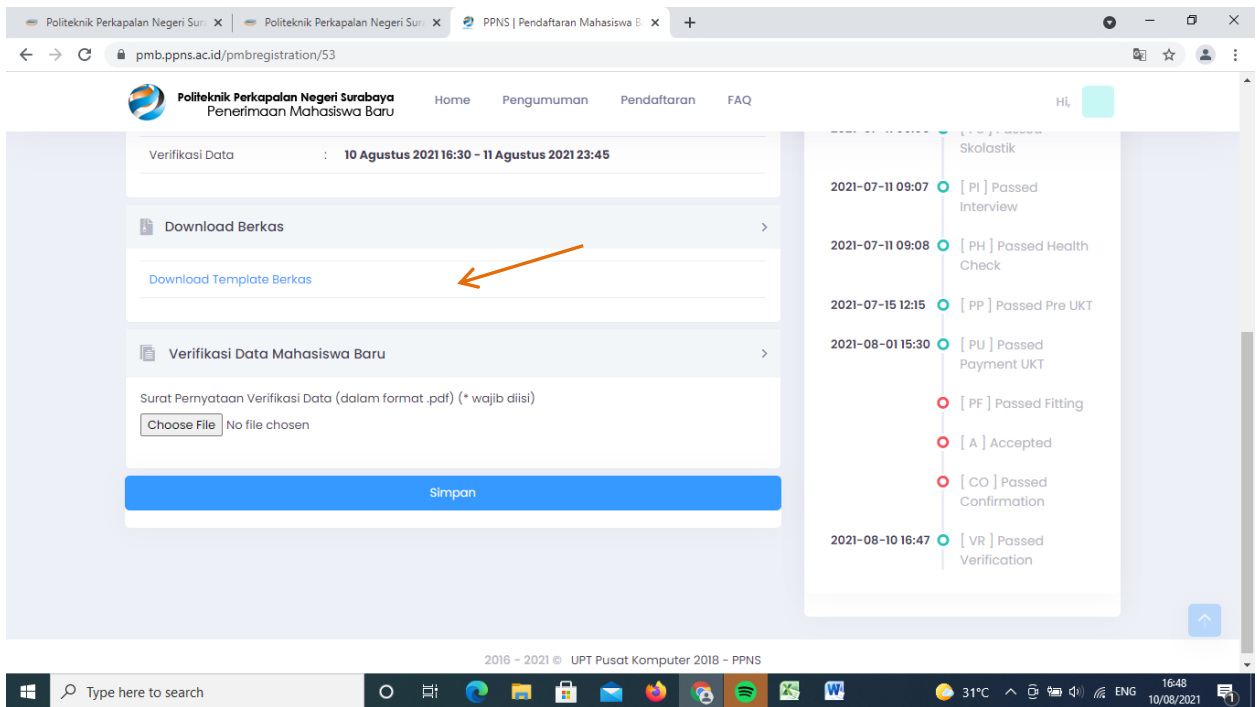 Politeknik Perkapalan Negeri Sur
Politeknik Perkapalan Negeri Sur
PPNS | Pendaftaran Mahasiswa B
pmb.ppns.ac.id/pmbregistration/53
Politeknik Perkapalan Negeri Surabaya
Penerimaan Mahasiswa Baru
Home
Pengumuman
Pendaftaran
FAQ
Hi,
Verifikasi Data : 10 Agustus 2021 16:30 - 11 Agustus 2021 23:45
Download Berkas
Download Template Berkas
Verifikasi Data Mahasiswa Baru
Surat Pernyataan Verifikasi Data (dalam format .pdf) (* wajib diisi)
Choose File No file chosen
Simpan
Skolastik
2021-07-11 09:07 [ PI ] Passed
Interview
2021-07-11 09:08 [ PH ] Passed Health
Check
2021-07-15 12:15 [ PP ] Passed Pre UKT
2021-08-01 15:30 [ PU ] Passed
Payment UKT
[ PF ] Passed Fitting
[ A ] Accepted
[ CO ] Passed
Confirmation
2021-08-10 16:47 [ VR ] Passed
Verification
2016 - 2021 © UPT Pusat Komputer 2018 - PPNS
Type here to search
31°C
ENG
16:48
10/08/2021
1